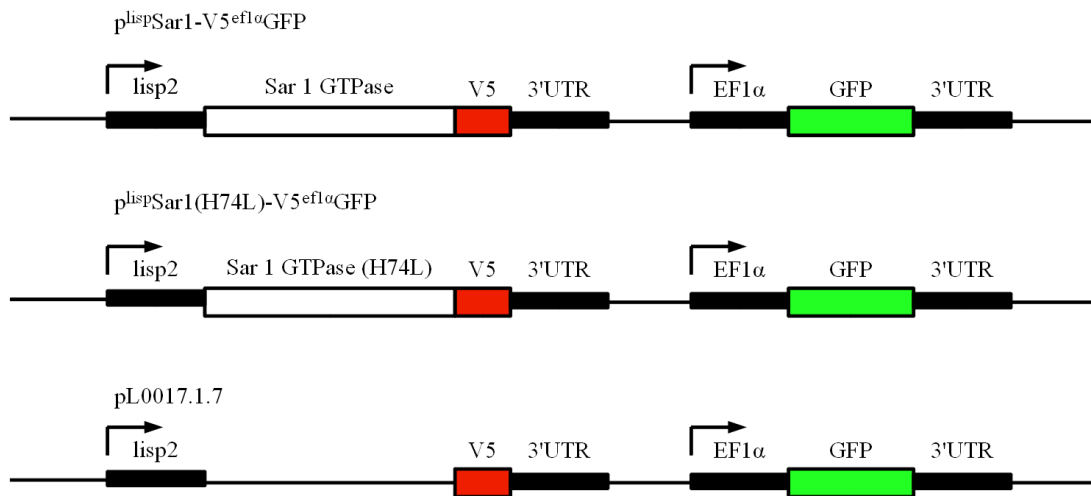 plispSar1-V5ef1αGFP
lisp2 Sar 1 GTPase V5 3'UTR EF1α GFP 3'UTR
plispSar1(H74L)-V5ef1αGFP
lisp2 Sar 1 GTPase (H74L) V5 3'UTR EF1α GFP 3'UTR
pL0017.1.7
lisp2 V5 3'UTR EF1α GFP 3'UTR